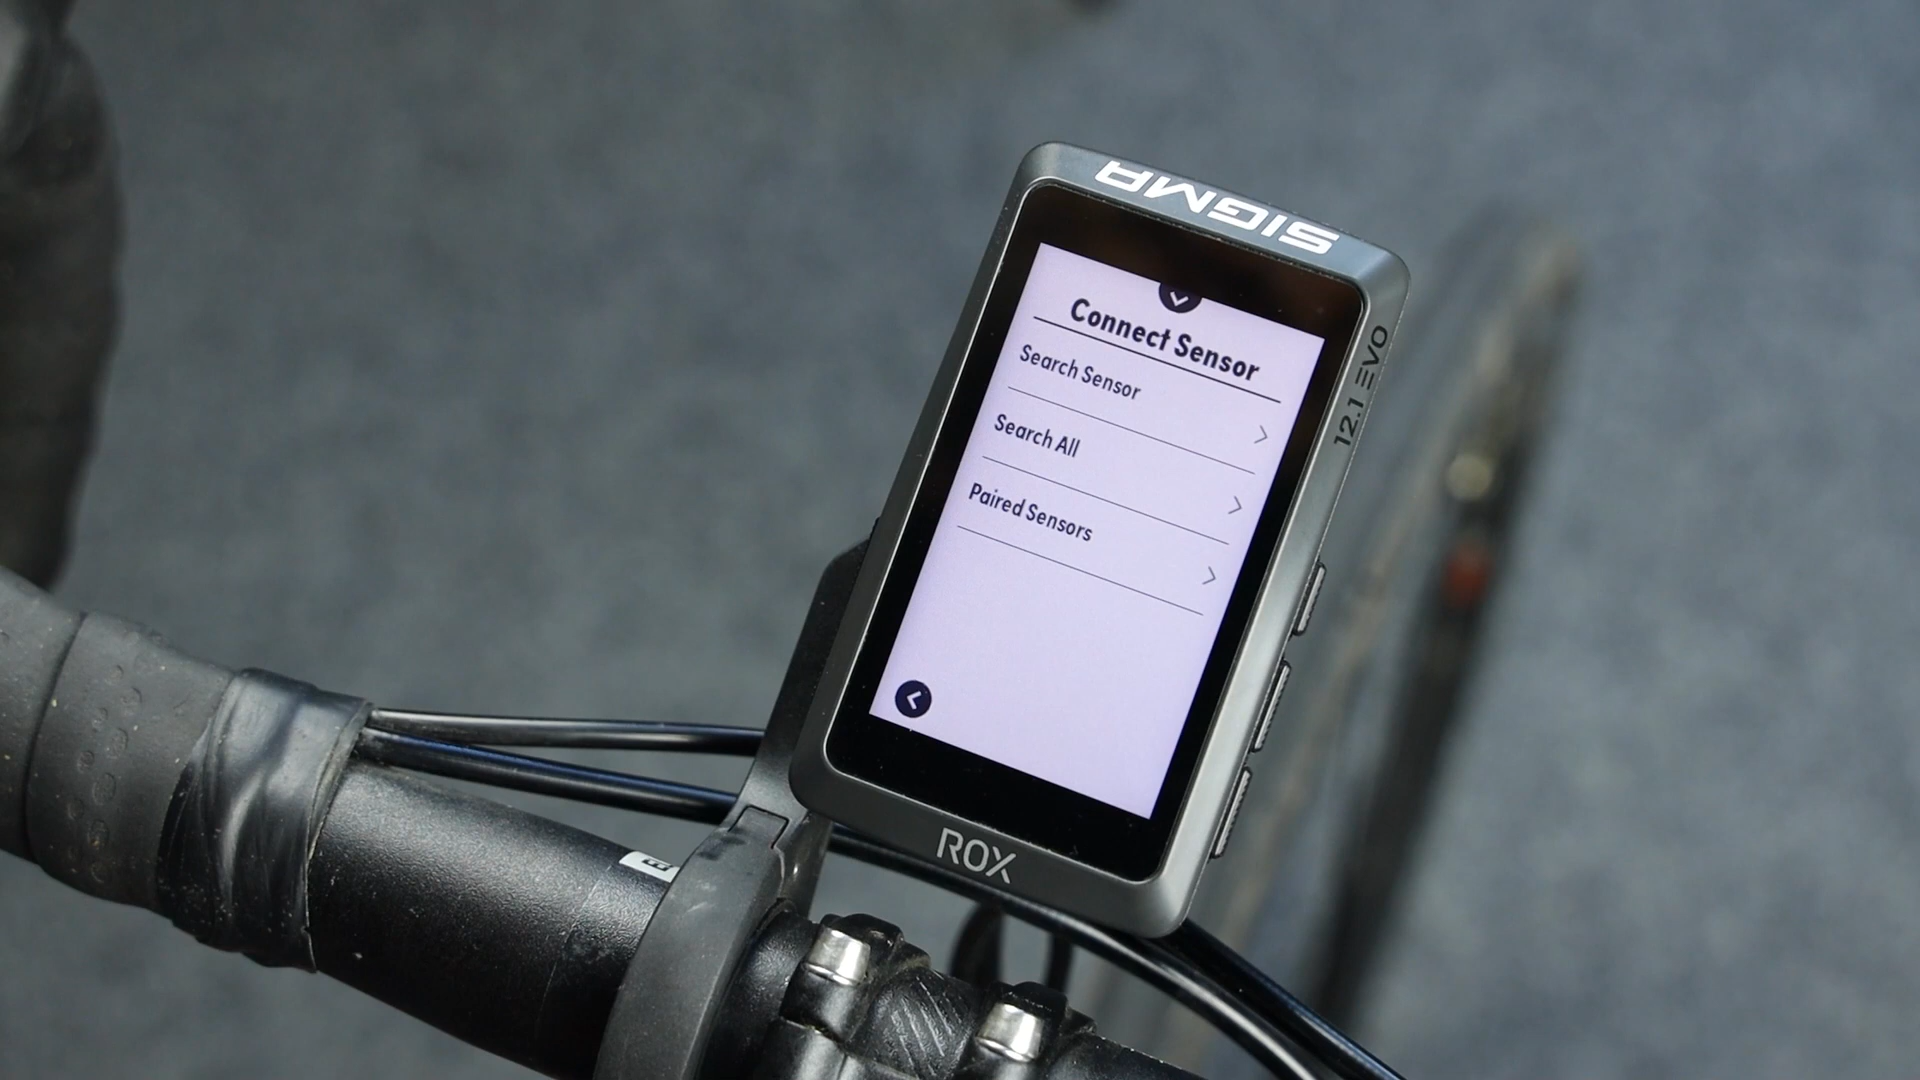 SIGMA
12.1 EVO
Connect Sensor
Search Sensor
Search All
Paired Sensors
ROX